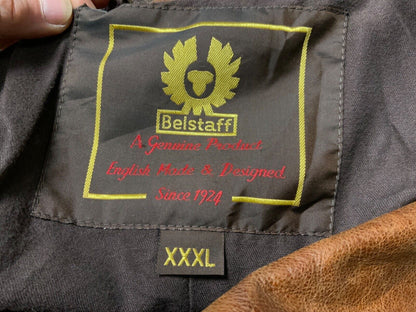 Belstaff
A Genuine Product
English Made & Designed
Since 1924
XXXL